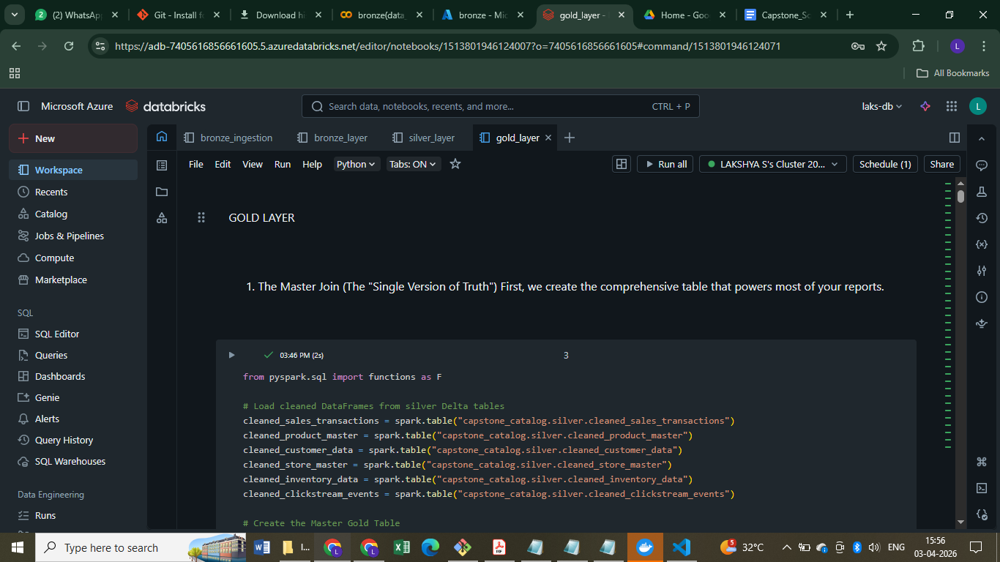 (2) WhatsAp
Git - Install f
Download hi
bronze(data_
bronze - Mic
gold_layer -
Home - Goo
Capstone_Sc
https://adb-7405616856661605.5.azuredatabricks.net/editor/notebooks/1513801946124007?o=7405616856661605#command/1513801946124071
L
All Bookmarks
Microsoft Azure
databricks
Search data, notebooks, recents, and more...
CTRL + P
laks-db
L
New
bronze_ingestion
bronze_layer
silver_layer
gold_layer
Workspace
Recents
Catalog
Jobs & Pipelines
Compute
Marketplace
SQL
SQL Editor
Queries
Dashboards
Genie
Alerts
Query History
SQL Warehouses
Data Engineering
Runs
File Edit View Run Help Python Tabs: ON
Run all
LAKSHYA S's Cluster 20...
Schedule (1)
Share
GOLD LAYER
1. The Master Join (The "Single Version of Truth") First, we create the comprehensive table that powers most of your reports.
03:46 PM (2s)
3
from pyspark.sql import functions as F
# Load cleaned DataFrames from silver Delta tables
cleaned_sales_transactions = spark.table("capstone_catalog.silver.cleaned_sales_transactions")
cleaned_product_master = spark.table("capstone_catalog.silver.cleaned_product_master")
cleaned_customer_data = spark.table("capstone_catalog.silver.cleaned_customer_data")
cleaned_store_master = spark.table("capstone_catalog.silver.cleaned_store_master")
cleaned_inventory_data = spark.table("capstone_catalog.silver.cleaned_inventory_data")
cleaned_clickstream_events = spark.table("capstone_catalog.silver.cleaned_clickstream_events")
# Create the Master Gold Table
Type here to search
I...
5
32°C
ENG
15:56
03-04-2026